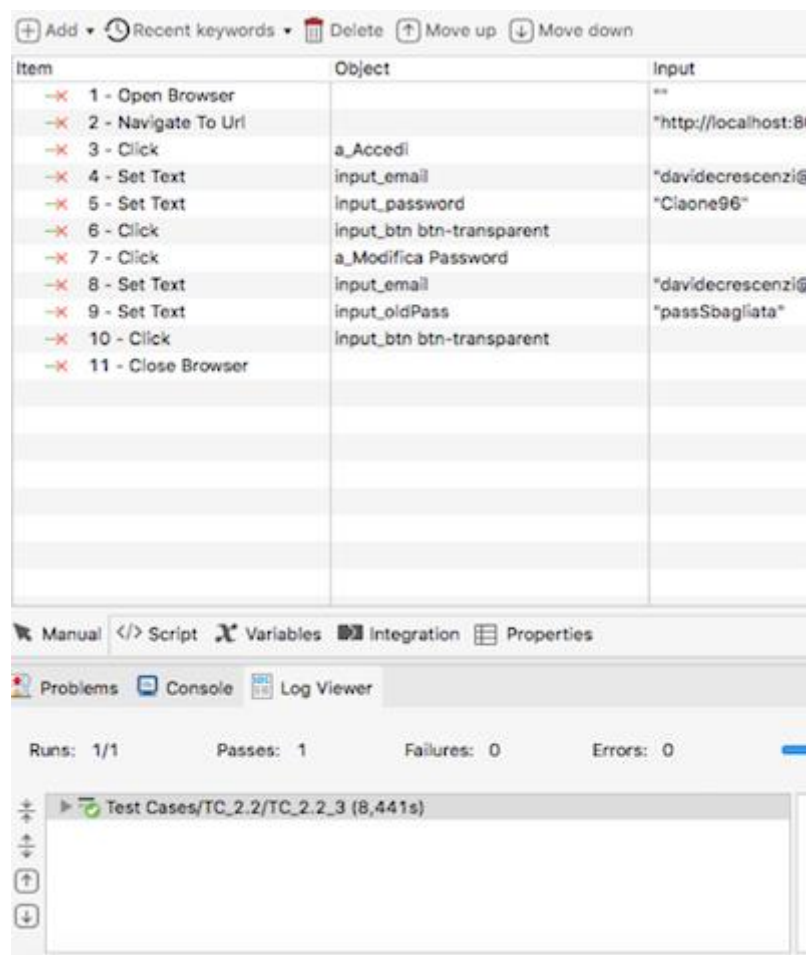 Add Recent keywords Delete Move up Move down
Item Object Input
1 - Open Browser ""
2 - Navigate To Url "http://localhost:80
3 - Click a_Accedi
4 - Set Text input_email "davidecrescenzi@
5 - Set Text input_password "Ciaone96"
6 - Click input_btn btn-transparent
7 - Click a_Modifica Password
8 - Set Text input_email "davidecrescenzi@
9 - Set Text input_oldPass "passSbagliata"
10 - Click input_btn btn-transparent
11 - Close Browser
Manual </> Script Variables Integration Properties
Problems Console Log Viewer
Runs: 1/1 Passes: 1 Failures: 0 Errors: 0
Test Cases/TC_2.2/TC_2.2_3 (8,441s)